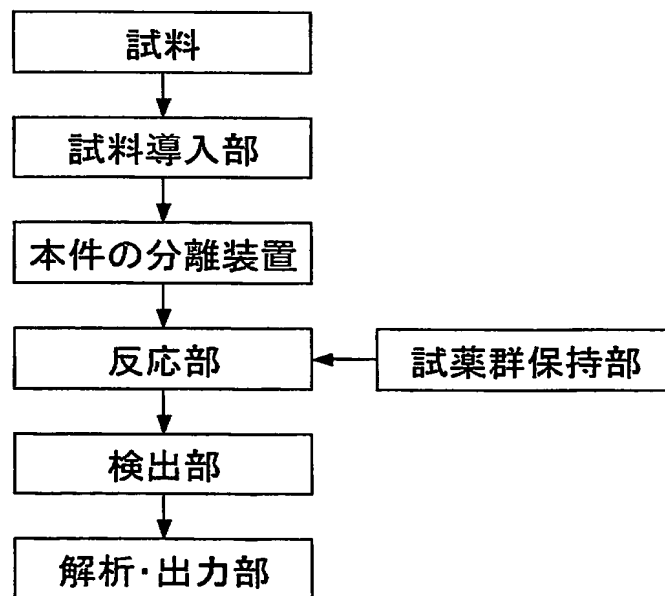 試料
試料導入部
本件の分離装置
反応部
試薬群保持部
検出部
解析・出力部